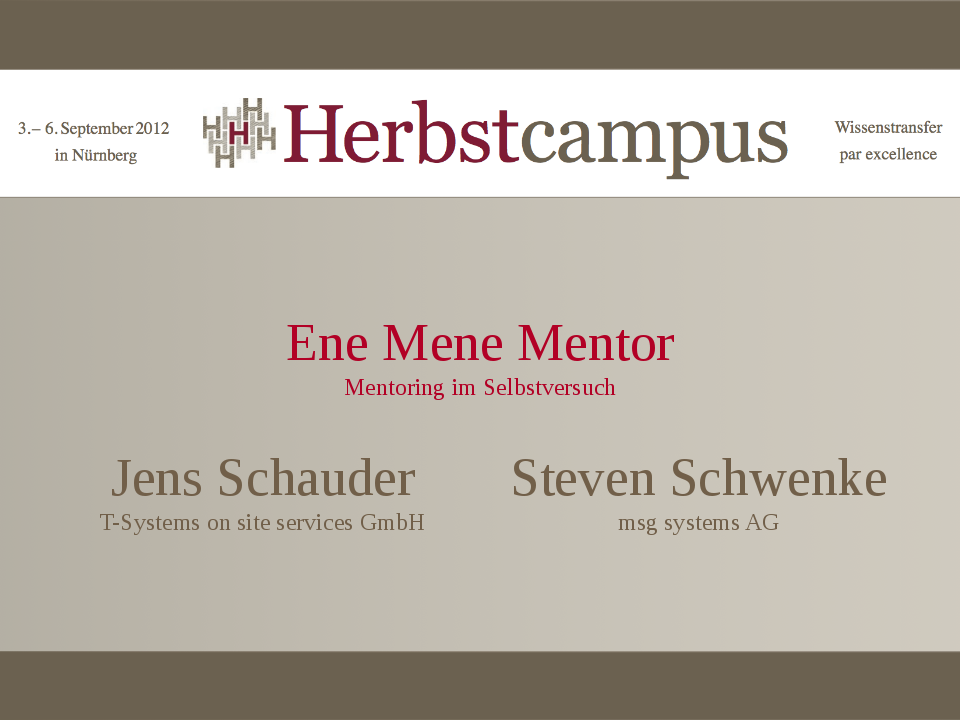 3.– 6. September 2012
in Nürnberg
Herbstcampus
Wissenstransfer
par excellence
Ene Mene Mentor
Mentoring im Selbstversuch
Jens Schauder
T-Systems on site services GmbH
Steven Schwenke
msg systems AG